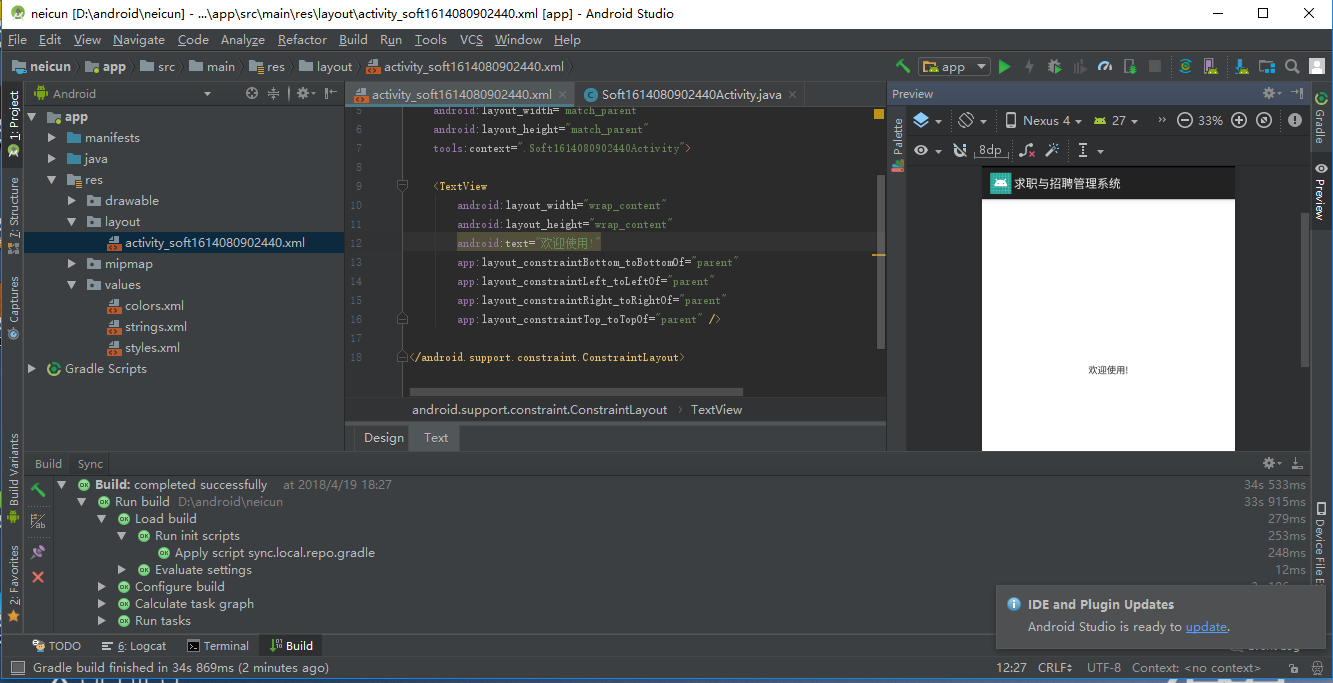 neicun [D:\android\neicun] - ...\app\src\main\res\layout\activity_soft1614080902440.xml [app] - Android Studio
File Edit View Navigate Code Analyze Refactor Build Run Tools VCS Window Help
neicun app src main res layout activity_soft1614080902440.xml app
Android
activity_soft1614080902440.xml Soft1614080902440Activity.java
Preview
1: Project
7: Structure
Captures
Build Variants
2: Favorites
app
manifests
java
res
drawable
layout
activity_soft1614080902440.xml
mipmap
values
colors.xml
strings.xml
styles.xml
Gradle Scripts
5 android:layout_width="match_parent"
6 android:layout_height="match_parent"
7 tools:context=".Soft1614080902440Activity">
8
9 <TextView
10 android:layout_width="wrap_content"
11 android:layout_height="wrap_content"
12 android:text="欢迎使用!"
13 app:layout_constraintBottom_toBottomOf="parent"
14 app:layout_constraintLeft_toLeftOf="parent"
15 app:layout_constraintRight_toRightOf="parent"
16 app:layout_constraintTop_toTopOf="parent" />
17
18 </android.support.constraint.ConstraintLayout>
android.support.constraint.ConstraintLayout TextView
Design Text
Palette
Nexus 4 27 33%
8dp
求职与招聘管理系统
欢迎使用!
Gradle
Preview
Device File E
Build Sync
Build: completed successfully at 2018/4/19 18:27 34s 533ms
Run build D:\android\neicun 33s 915ms
Load build 279ms
Run init scripts 253ms
Apply script sync.local.repo.gradle 248ms
Evaluate settings 12ms
Configure build
Calculate task graph
Run tasks
IDE and Plugin Updates
Android Studio is ready to update.
TODO 6: Logcat Terminal Build
Gradle build finished in 34s 869ms (2 minutes ago) 12:27 CRLF UTF-8 Context: <no context>